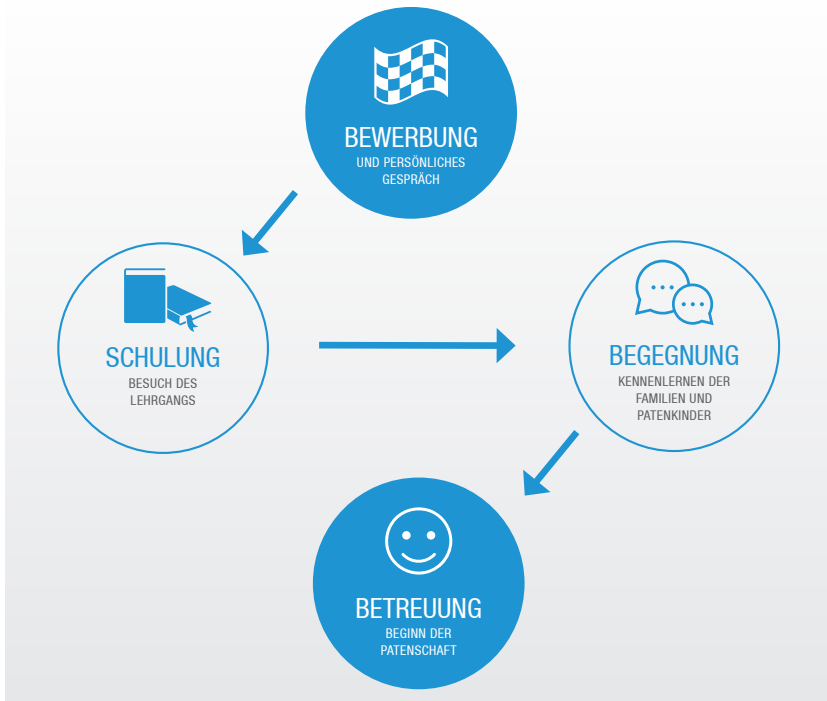 BEWERBUNG
UND PERSÖNLICHES
GESPRÄCH
SCHULUNG
BESUCH DES
LEHRGANGS
BEGEGNUNG
KENNENLERNEN DER
FAMILIEN UND
PATENKINDER
BETREUUNG
BEGINN DER
PATENSCHAFT